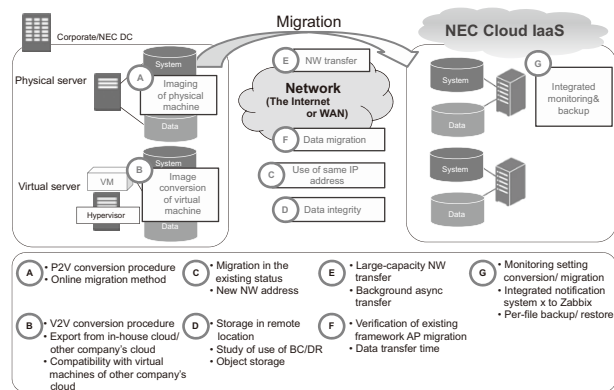 Migration
Corporate/NEC DC
NEC Cloud IaaS
Physical server
System
A
Imaging
of physical
machine
Data
Virtual server
VM
Hypervisor
System
B
Image
conversion
of virtual
machine
Data
E
NW transfer
Network
(The Internet
or WAN)
F
Data migration
C
Use of same IP
address
D
Data integrity
System
Data
System
Data
G
Integrated
monitoring&
backup
A
• P2V conversion procedure
• Online migration method
B
• V2V conversion procedure
• Export from in-house cloud/
other company's cloud
• Compatibility with virtual
machines of other company's
cloud
C
• Migration in the
existing status
• New NW address
D
• Storage in remote
location
• Study of use of BC/DR
• Object storage
E
• Large-capacity NW
transfer
• Background async
transfer
F
• Verification of existing
framework AP migration
• Data transfer time
G
• Monitoring setting
conversion/ migration
• Integrated notification
system x to Zabbix
• Per-file backup/ restore